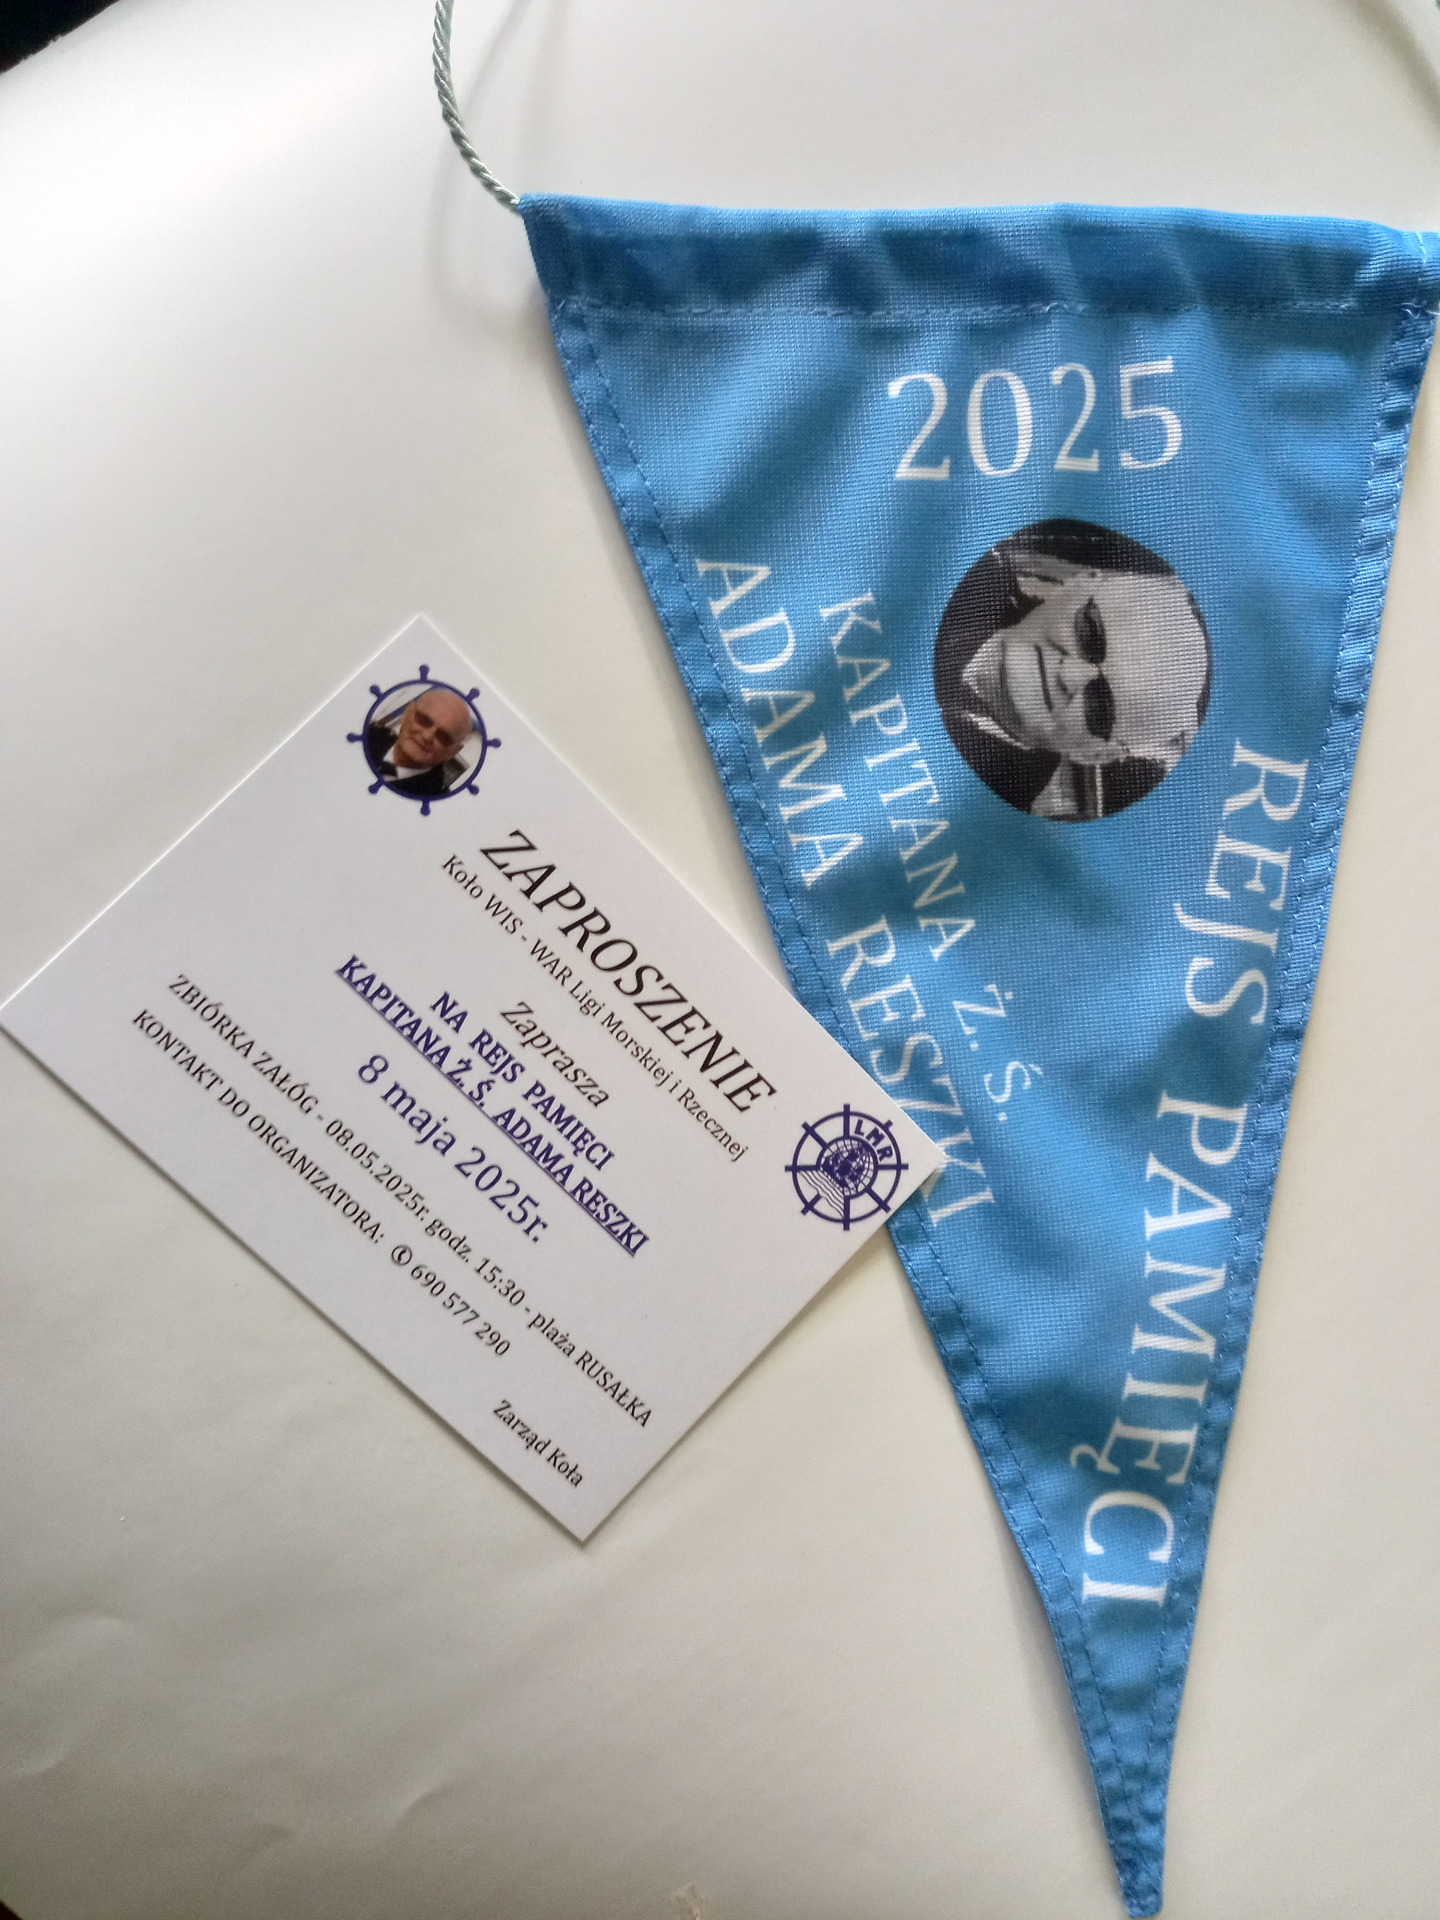 2025
REJS PAMIĘCI
KAPITANA Ż.Ś.
ADAMA RESZKI
ZAPROSZENIE
Koło WIS - WAR Ligi Morskiej i Rzecznej
Zaprasza
NA REJS PAMIĘCI
KAPITANA Ż.Ś. ADAMA RESZKI
8 maja 2025r.
ZBIÓRKA ZAŁÓG - 08.05.2025r. godz. 15:30 - plaża RUSAŁKA
KONTAKT DO ORGANIZATORA: 690 577 290
Zarząd Koła
LMR